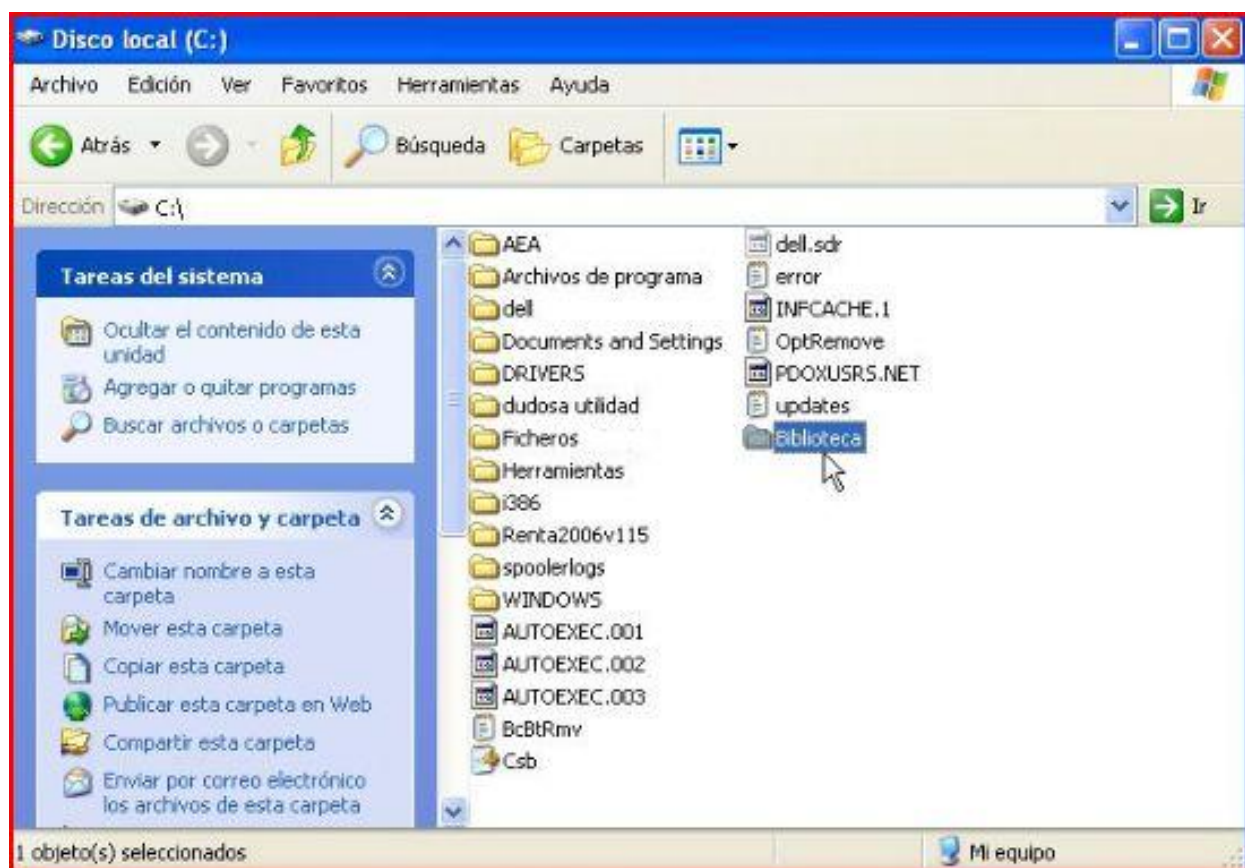 Disco local (C:)
Archivo Edición Ver Favoritos Herramientas Ayuda
Atrás Búsqueda Carpetas
Dirección C:\ Ir
Tareas del sistema
Ocultar el contenido de esta
unidad
Agregar o quitar programas
Buscar archivos o carpetas
Tareas de archivo y carpeta
Cambiar nombre a esta
carpeta
Mover esta carpeta
Copiar esta carpeta
Publicar esta carpeta en Web
Compartir esta carpeta
Enviar por correo electrónico
los archivos de esta carpeta
AEA
Archivos de programa
dell
Documents and Settings
DRIVERS
dudosa utilidad
Ficheros
Herramientas
i386
Renta2006v115
spoolerlogs
WINDOWS
AUTOEXEC.001
AUTOEXEC.002
AUTOEXEC.003
BcBtRmv
Csb
dell.sdr
error
INFCACHE.1
OptRemove
PDOXUSRS.NET
updates
Biblioteca
1 objeto(s) seleccionados Mi equipo